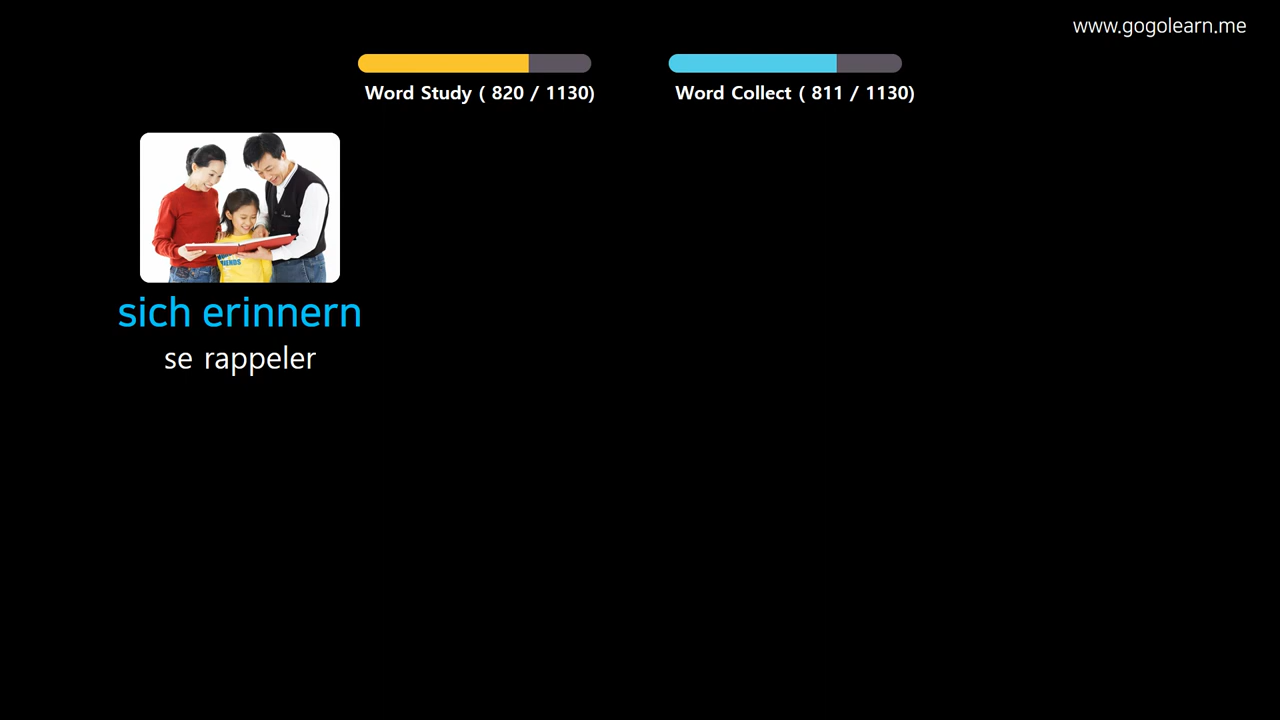 www.gogolearn.me
Word Study ( 820 / 1130)
Word Collect ( 811 / 1130)
sich erinnern
se rappeler